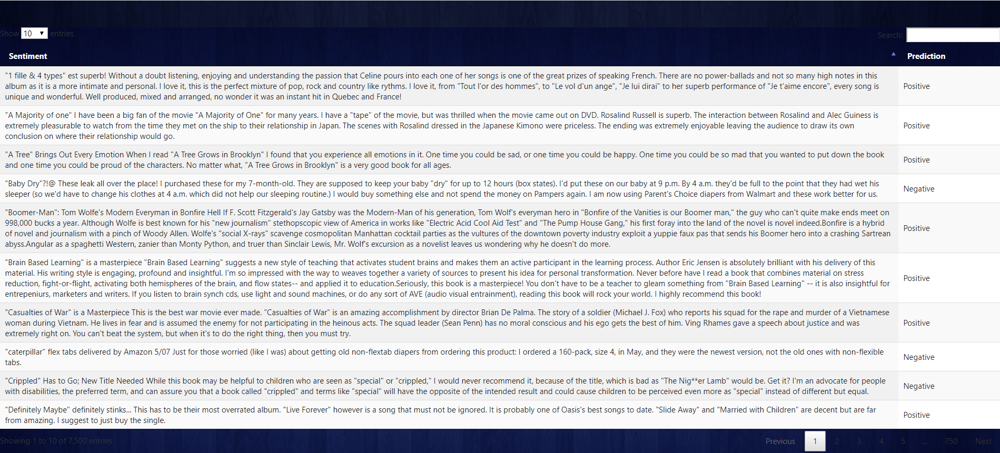 Show 10 entries
Search:
Sentiment Prediction
"1 fille & 4 types" est superb! Without a doubt listening, enjoying and understanding the passion that Celine pours into each one of her songs is one of the great prizes of speaking French. There are no power-ballads and not so many high notes in this
album as it is a more intimate and personal. I love it, this is the perfect mixture of pop, rock and country like rythms. I love it, from "Tout l'or des hommes", to "Le vol d'un ange", "Je lui dirai" to her superb performance of "Je t'aime encore", every song is
unique and wonderful. Well produced, mixed and arranged, no wonder it was an instant hit in Quebec and France!
Positive
"A Majority of one" I have been a big fan of the movie "A Majority of One" for many years. I have a "tape" of the movie, but was thrilled when the movie came out on DVD. Rosalind Russell is superb. The interaction between Rosalind and Alec Guiness is
extremely pleasurable to watch from the time they met on the ship to their relationship in Japan. The scenes with Rosalind dressed in the Japanese Kimono were priceless. The ending was extremely enjoyable leaving the audience to draw its own
conclusion on where their relationship would go.
Positive
"A Tree" Brings Out Every Emotion When I read "A Tree Grows in Brooklyn" I found that you experience all emotions in it. One time you could be sad, or one time you could be happy. One time you could be so mad that you wanted to put down the book
and one time you could be proud of the characters. No matter what, "A Tree Grows in Brooklyn" is a very good book for all ages.
Positive
"Baby Dry"?!@ These leak all over the place! I purchased these for my 7-month-old. They are supposed to keep your baby "dry" for up to 12 hours (box states). I'd put these on our baby at 9 p.m. By 4 a.m. they'd be full to the point that they had wet his
sleeper (so we'd have to change his clothes at 4 a.m. which did not help our sleeping routine.) I would buy something else and not spend the money on Pampers again. I am now using Parent's Choice diapers from Walmart and these work better for us.
Negative
"Boomer-Man": Tom Wolfe's Modern Everyman in Bonfire Hell If F. Scott Fitzgerald's Jay Gatsby was the Modern-Man of his generation, Tom Wolf's everyman hero in "Bonfire of the Vanities is our Boomer man," the guy who can't quite make ends meet on
998,000 bucks a year. Although Wolfe is best known for his "new journalism" stethopscopic view of America in works like "Electric Acid Cool Aid Test" and "The Pump House Gang," his first foray into the land of the novel is novel indeed.Bonfire is a hybrid
of novel and journalism with a pinch of Woody Allen. Wolfe's "social X-rays" scavenge cosmopolitan Manhattan cocktail parties as the vultures of the downtown poverty industry exploit a yuppie faux pas that sends his Boomer hero into a crashing Sartrean
abyss.Angular as a spaghetti Western, zanier than Monty Python, and truer than Sinclair Lewis, Mr. Wolf's excursion as a novelist leaves us wondering why he doesn't do more.
Positive
"Brain Based Learning" is a masterpiece "Brain Based Learning" suggests a new style of teaching that activates student brains and makes them an active participant in the learning process. Author Eric Jensen is absolutely brilliant with his delivery of this
material. His writing style is engaging, profound and insightful. I'm so impressed with the way to weaves together a variety of sources to present his idea for personal transformation. Never before have I read a book that combines material on stress
reduction, fight-or-flight, activating both hemispheres of the brain, and flow states-- and applied it to education.Seriously, this book is a masterpiece! You don't have to be a teacher to gleam something from "Brain Based Learning" -- it is also insightful for
entrepeniurs, marketers and writers. If you listen to brain synch cds, use light and sound machines, or do any sort of AVE (audio visual entrainment), reading this book will rock your world. I highly recommend this book!
Positive
"Casualties of War" is a Masterpiece This is the best war movie ever made. "Casualties of War" is an amazing accomplishment by director Brian De Palma. The story of a soldier (Michael J. Fox) who reports his squad for the rape and murder of a Vietnamese
woman during Vietnam. He lives in fear and is assumed the enemy for not participating in the heinous acts. The squad leader (Sean Penn) has no moral conscious and his ego gets the best of him. Ving Rhames gave a speech about justice and was
extremely right on. You can't beat the system, but when it's to do the right thing, then you must try.
Positive
"caterpillar" flex tabs delivered by Amazon 5/07 Just for those worried (like I was) about getting old non-flextab diapers from ordering this product: I ordered a 160-pack, size 4, in May, and they were the newest version, not the old ones with non-flexible
tabs.
Negative
"Crippled" Has to Go; New Title Needed While this book may be helpful to children who are seen as "special" or "crippled," I would never recommend it, because of the title, which is bad as "The Nig**er Lamb" would be. Get it? I'm an advocate for people
with disabilities, the preferred term, and can assure you that a book called "crippled" and terms like "special" will have the opposite of the intended result and could cause children to be perceived even more as "special" instead of different but equal.
Negative
"Definitely Maybe" definitely stinks... This has to be their most overrated album. "Live Forever" however is a song that must not be ignored. It is probably one of Oasis's best songs to date. "Slide Away" and "Married with Children" are decent but are far
from amazing. I suggest to just buy the single.
Positive
Showing 1 to 10 of 7,500 entries
Previous 1 2 3 4 5 ... 750 Next